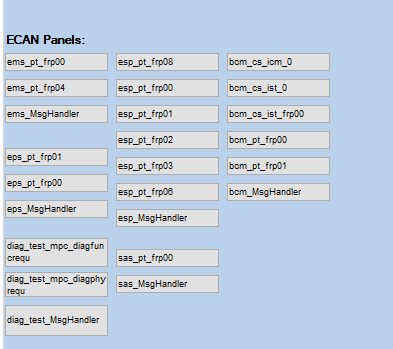 ECAN Panels:
ems_pt_frp00
ems_pt_frp04
ems_MsgHandler
eps_pt_frp01
eps_pt_frp00
eps_MsgHandler
diag_test_mpc_diagfun
crequ
diag_test_mpc_diagphy
requ
diag_test_MsgHandler
esp_pt_frp08
esp_pt_frp00
esp_pt_frp01
esp_pt_frp02
esp_pt_frp03
esp_pt_frp06
esp_MsgHandler
sas_pt_frp00
sas_MsgHandler
bcm_cs_icm_0
bcm_cs_ist_0
bcm_cs_ist_frp00
bcm_pt_frp00
bcm_pt_frp01
bcm_MsgHandler